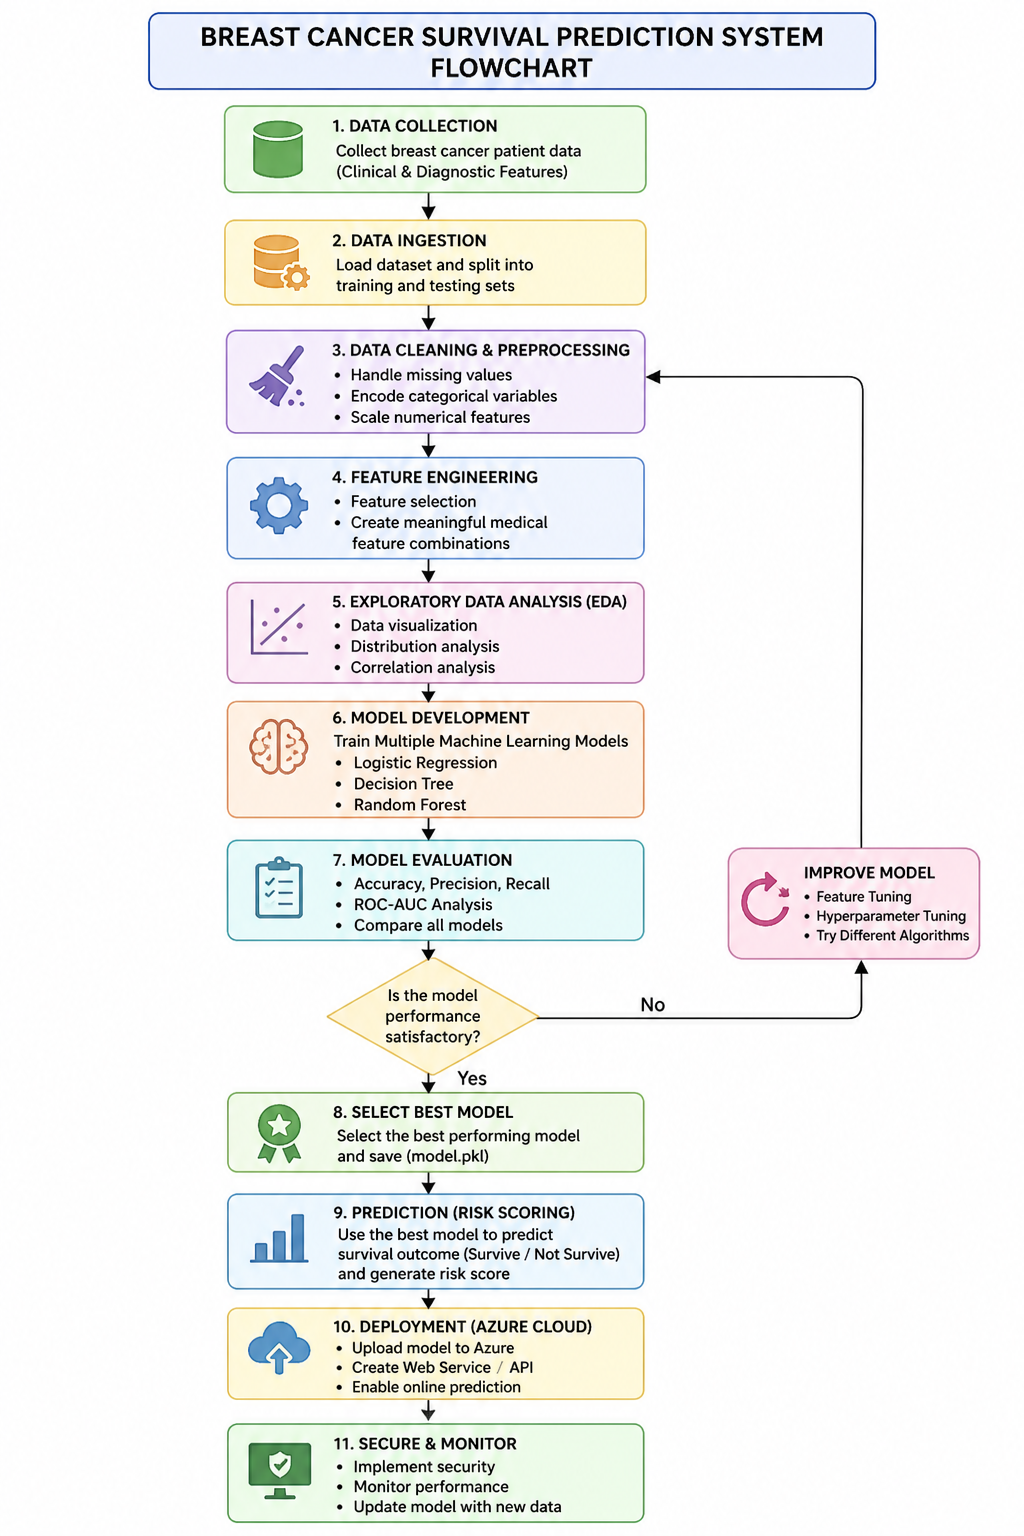 BREAST CANCER SURVIVAL PREDICTION SYSTEM
FLOWCHART
1. DATA COLLECTION
Collect breast cancer patient data
(Clinical & Diagnostic Features)
2. DATA INGESTION
Load dataset and split into
training and testing sets
3. DATA CLEANING & PREPROCESSING
• Handle missing values
• Encode categorical variables
• Scale numerical features
4. FEATURE ENGINEERING
• Feature selection
• Create meaningful medical
feature combinations
5. EXPLORATORY DATA ANALYSIS (EDA)
• Data visualization
• Distribution analysis
• Correlation analysis
6. MODEL DEVELOPMENT
Train Multiple Machine Learning Models
• Logistic Regression
• Decision Tree
• Random Forest
7. MODEL EVALUATION
• Accuracy, Precision, Recall
• ROC-AUC Analysis
• Compare all models
IMPROVE MODEL
• Feature Tuning
• Hyperparameter Tuning
• Try Different Algorithms
Is the model
performance
satisfactory?
No
Yes
8. SELECT BEST MODEL
Select the best performing model
and save (model.pkl)
9. PREDICTION (RISK SCORING)
Use the best model to predict
survival outcome (Survive / Not Survive)
and generate risk score
10. DEPLOYMENT (AZURE CLOUD)
• Upload model to Azure
• Create Web Service / API
• Enable online prediction
11. SECURE & MONITOR
• Implement security
• Monitor performance
• Update model with new data